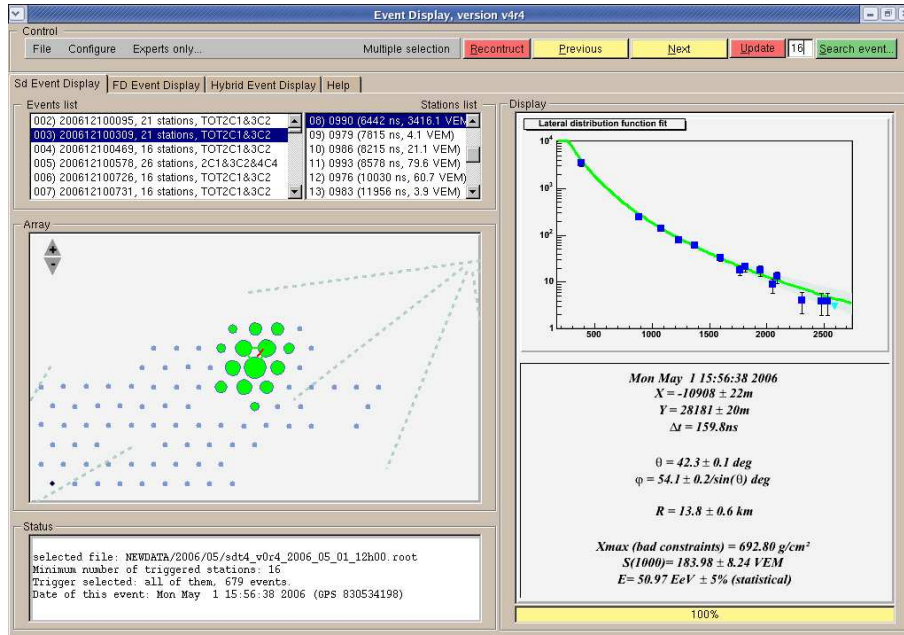 Event Display, version v4r4
Control
File Configure Experts only... Multiple selection Recontruct Previous Next Update 16 Search event...
Sd Event Display FD Event Display Hybrid Event Display Help
Events list
002) 200612100095, 21 stations, TOT2C1&3C2
003) 200612100309, 21 stations, TOT2C1&3C2
004) 200612100469, 16 stations, TOT2C1&3C2
005) 200612100578, 26 stations, 2C1&3C2&4C4
006) 200612100726, 16 stations, TOT2C1&3C2
007) 200612100731, 16 stations, TOT2C1&3C2
Stations list
08) 0990 (6442 ns, 3416.1 VEM)
09) 0979 (7815 ns, 4.1 VEM)
10) 0986 (8215 ns, 21.1 VEM)
11) 0993 (8578 ns, 79.6 VEM)
12) 0976 (10030 ns, 60.7 VEM)
13) 0983 (11956 ns, 3.9 VEM)
Array
+
-
Status
selected file: NEWDATA/2006/05/sdt4_v0r4_2006_05_01_12h00.root
Minimum number of triggered stations: 16
Trigger selected: all of them, 679 events.
Date of this event: Mon May 1 15:56:38 2006 (GPS 830534198)
Display
Lateral distribution function fit
10⁴
10³
10²
10
1
500 1000 1500 2000 2500
Mon May 1 15:56:38 2006
X = -10908 ± 22m
Y = 28181 ± 20m
Δt = 159.8ns
θ = 42.3 ± 0.1 deg
φ = 54.1 ± 0.2/sin(θ) deg
R = 13.8 ± 0.6 km
Xmax (bad constraints) = 692.80 g/cm²
S(1000)= 183.98 ± 8.24 VEM
E= 50.97 EeV ± 5% (statistical)
100%